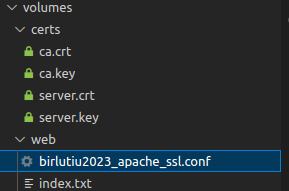 volumes
certs
ca.crt
ca.key
server.crt
server.key
web
birlutiu2023_apache_ssl.conf
index.txt